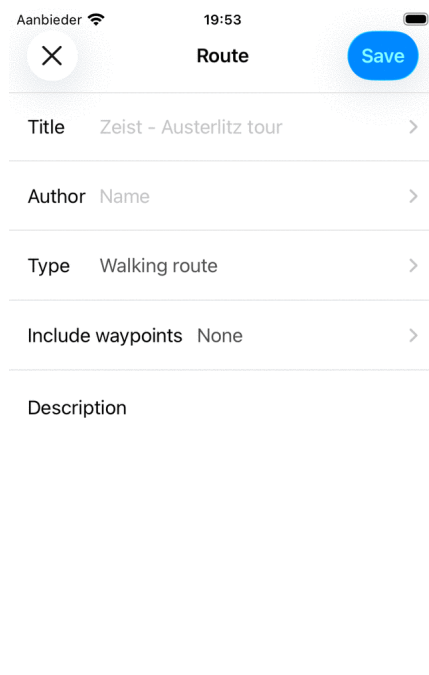 Aanbieder 19:53
Route
Save
Title Zeist - Austerlitz tour
Author Name
Type Walking route
Include waypoints None
Description